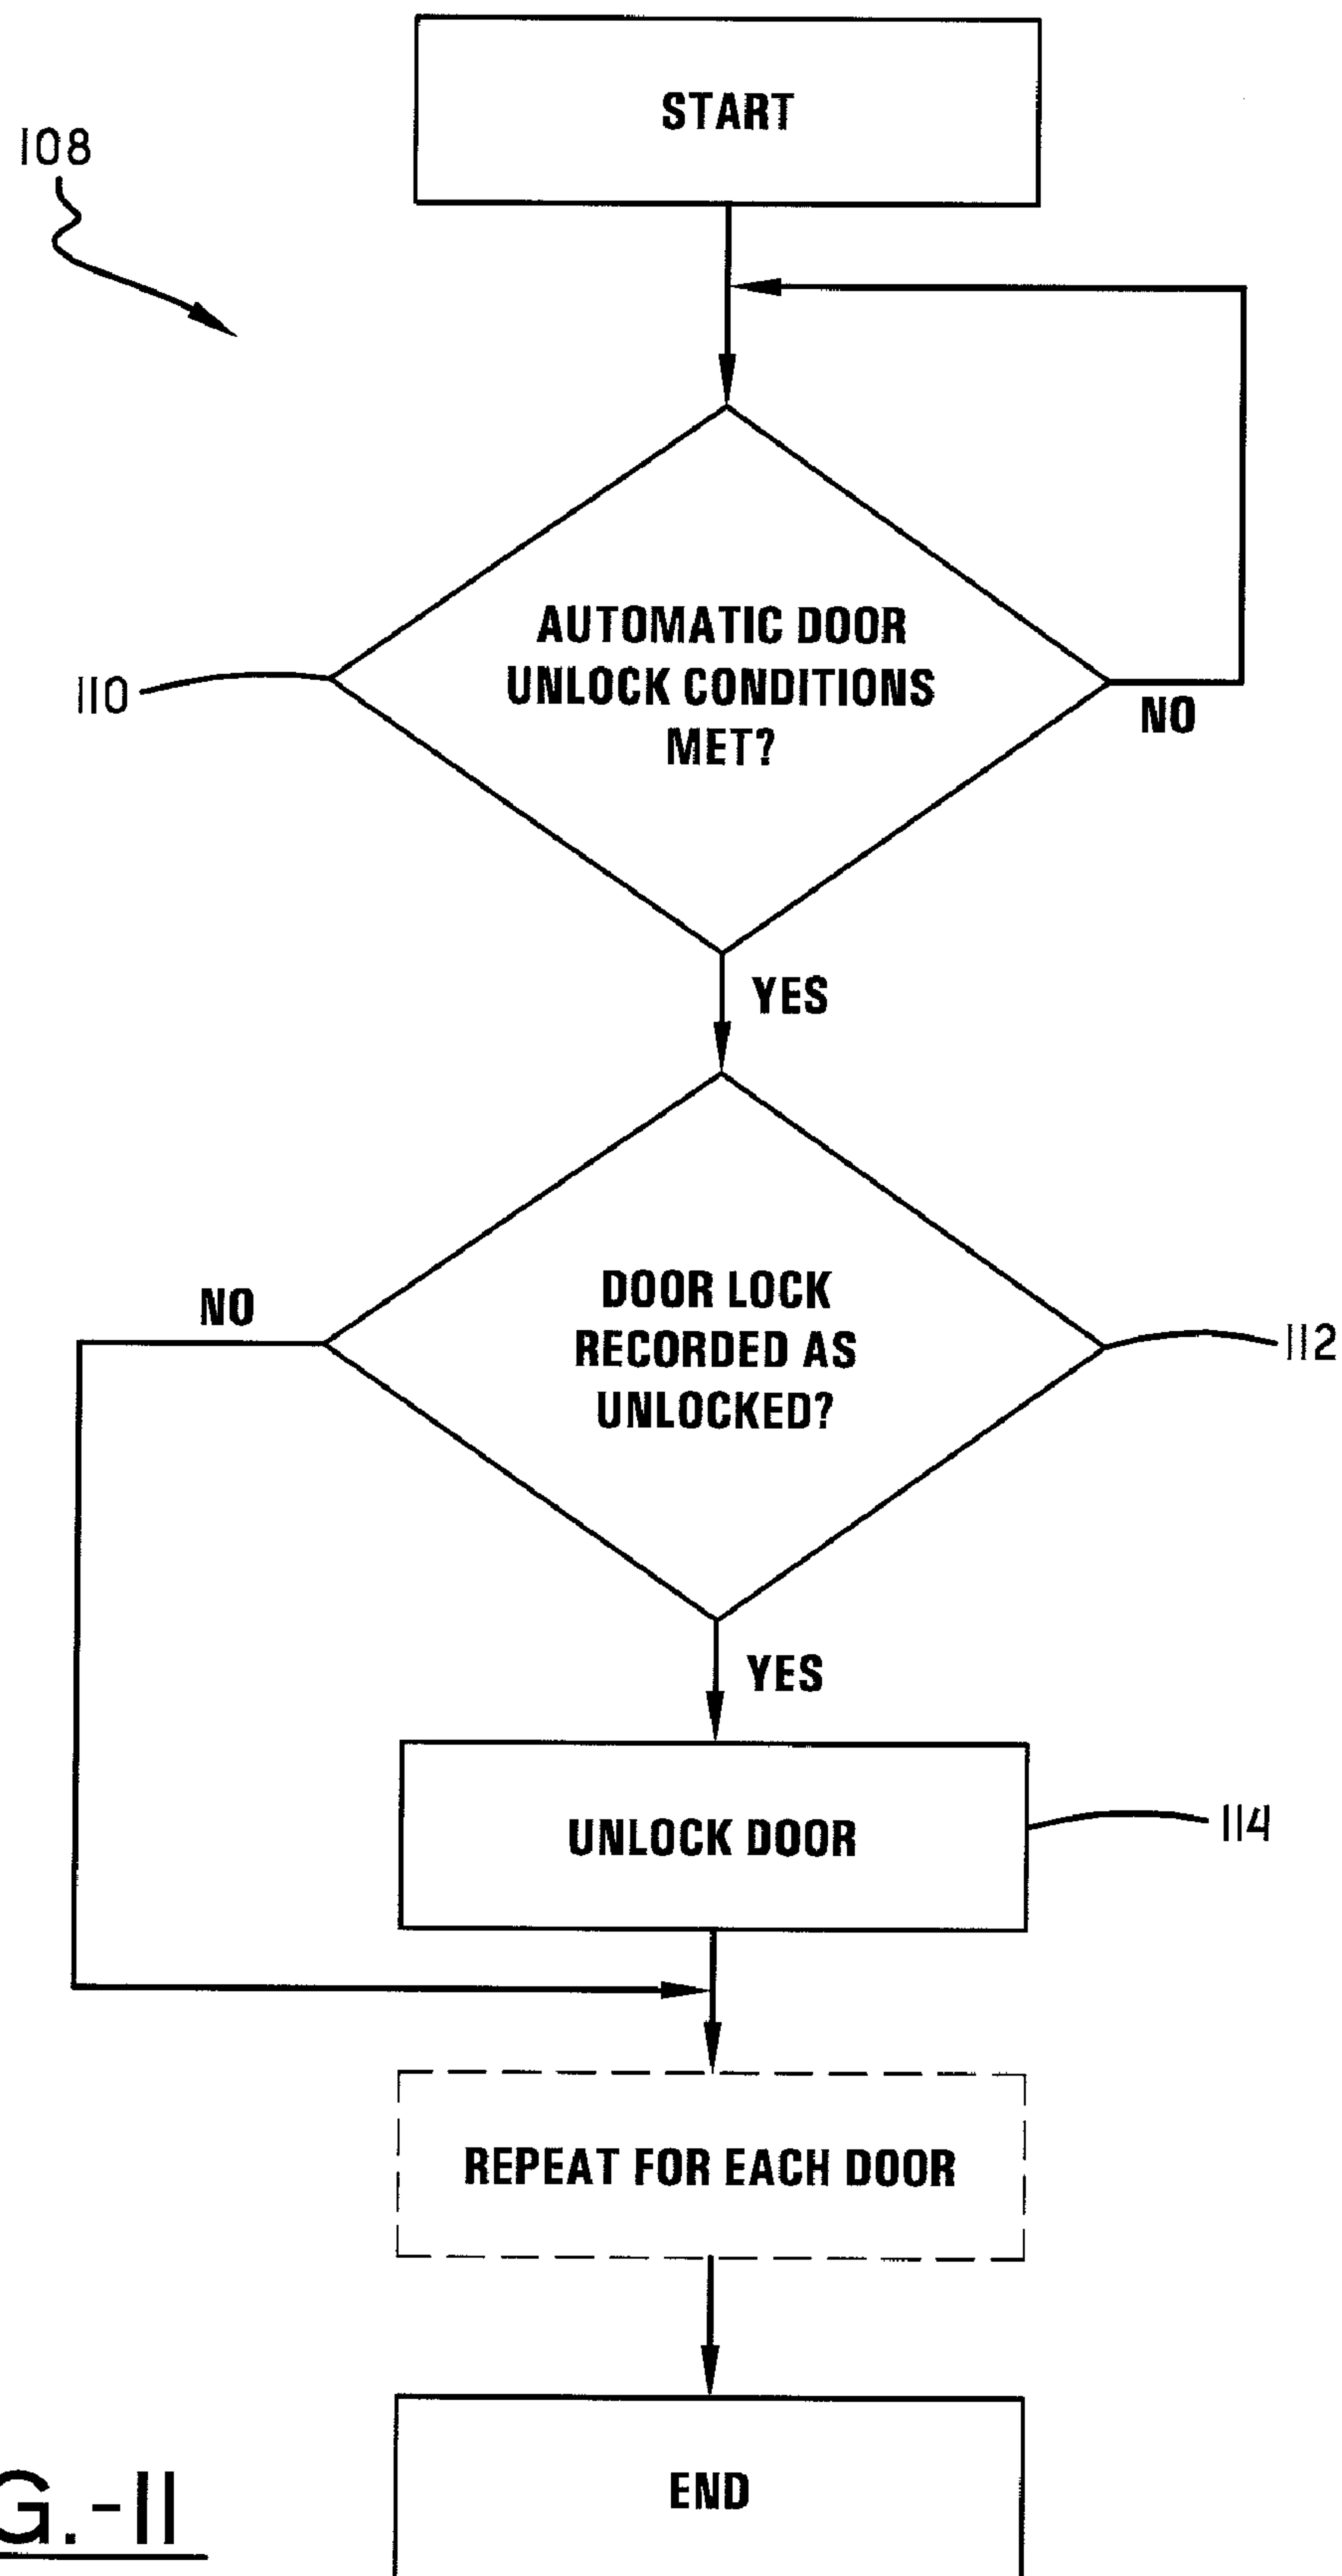 START
108
AUTOMATIC DOOR
UNLOCK CONDITIONS
MET?
110
NO
YES
DOOR LOCK
RECORDED AS
UNLOCKED?
NO
112
YES
UNLOCK DOOR
114
REPEAT FOR EACH DOOR
END
G.-11